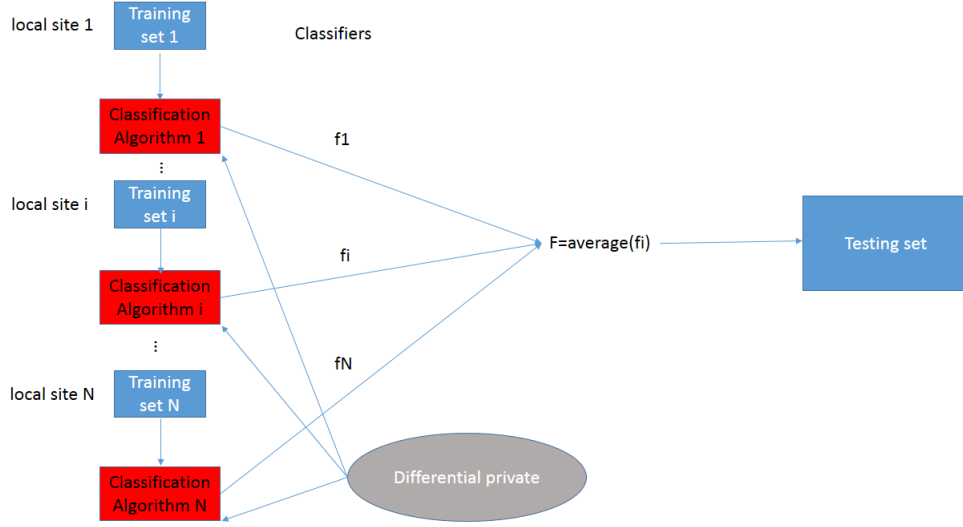 local site 1
Training
set 1
Classifiers
Classification
Algorithm 1
f1
...
local site i
Training
set i
F=average(fi)
Testing set
fi
Classification
Algorithm i
...
fN
local site N
Training
set N
Differential private
Classification
Algorithm N